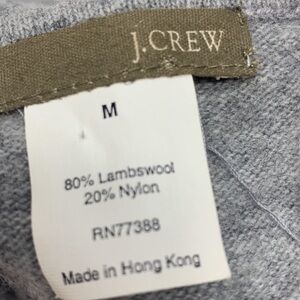 J.CREW
M
80% Lambswool
20% Nylon
RN77388
Made in Hong Kong